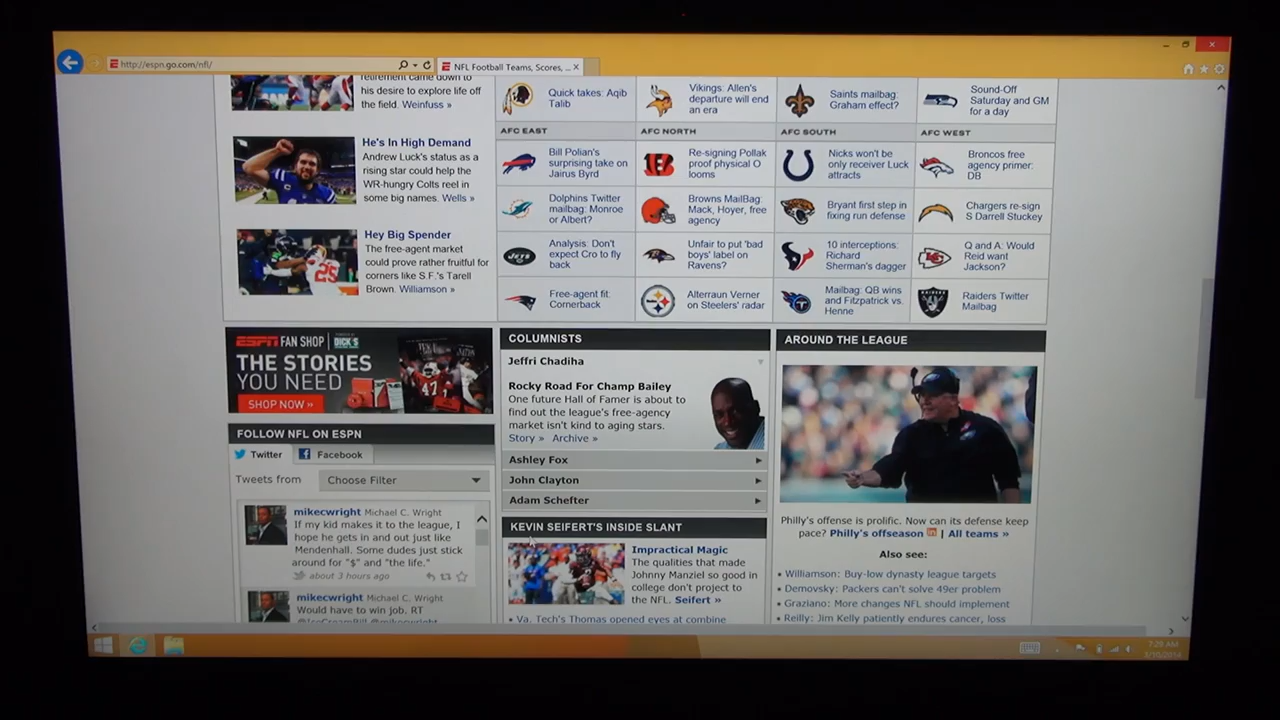 http://espn.go.com/nfl/
NFL Football Teams, Scores, ...
retirement came down to
his desire to explore life off
the field. Weinfuss »
He's In High Demand
Andrew Luck's status as a
rising star could help the
WR-hungry Colts reel in
some big names. Wells »
Hey Big Spender
The free-agent market
could prove rather fruitful for
corners like S.F.'s Tarell
Brown. Williamson »
Quick takes: Aqib
Talib
Vikings: Allen's
departure will end
an era
Saints mailbag:
Graham effect?
Sound-Off
Saturday and GM
for a day
AFC EAST
AFC NORTH
AFC SOUTH
AFC WEST
Bill Polian's
surprising take on
Jairus Byrd
Re-signing Pollak
proof physical O
looms
Nicks won't be
only receiver Luck
attracts
Broncos free
agency primer:
DB
Dolphins Twitter
mailbag: Monroe
or Albert?
Browns MailBag:
Mack, Hoyer, free
agency
Bryant first step in
fixing run defense
Chargers re-sign
S Darrell Stuckey
Analysis: Don't
expect Cro to fly
back
Unfair to put 'bad
boys' label on
Ravens?
10 interceptions:
Richard
Sherman's dagger
Q and A: Would
Reid want
Jackson?
Free-agent fit:
Cornerback
Alterraun Verner
on Steelers' radar
Mailbag: QB wins
and Fitzpatrick vs.
Henne
Raiders Twitter
Mailbag
ESPN FAN SHOP
DICK'S
THE STORIES
YOU NEED
SHOP NOW »
FOLLOW NFL ON ESPN
Twitter
Facebook
Tweets from
Choose Filter
mikecwright Michael C. Wright
If my kid makes it to the league, I
hope he gets in and out just like
Mendenhall. Some dudes just stick
around for "$" and "the life."
about 3 hours ago
mikecwright Michael C. Wright
Would have to win job. RT
COLUMNISTS
Jeffri Chadiha
Rocky Road For Champ Bailey
One future Hall of Famer is about to
find out the league's free-agency
market isn't kind to aging stars.
Story » Archive »
Ashley Fox
John Clayton
Adam Schefter
KEVIN SEIFERT'S INSIDE SLANT
Impractical Magic
The qualities that made
Johnny Manziel so good in
college don't project to
the NFL. Seifert »
• Va. Tech's Thomas opened eyes at combine
AROUND THE LEAGUE
Philly's offense is prolific. Now can its defense keep
pace? Philly's offseason in | All teams »
Also see:
• Williamson: Buy-low dynasty league targets
• Demovsky: Packers can't solve 49er problem
• Graziano: More changes NFL should implement
• Reilly: Jim Kelly patiently endures cancer, loss
7:29 AM
3/10/2014